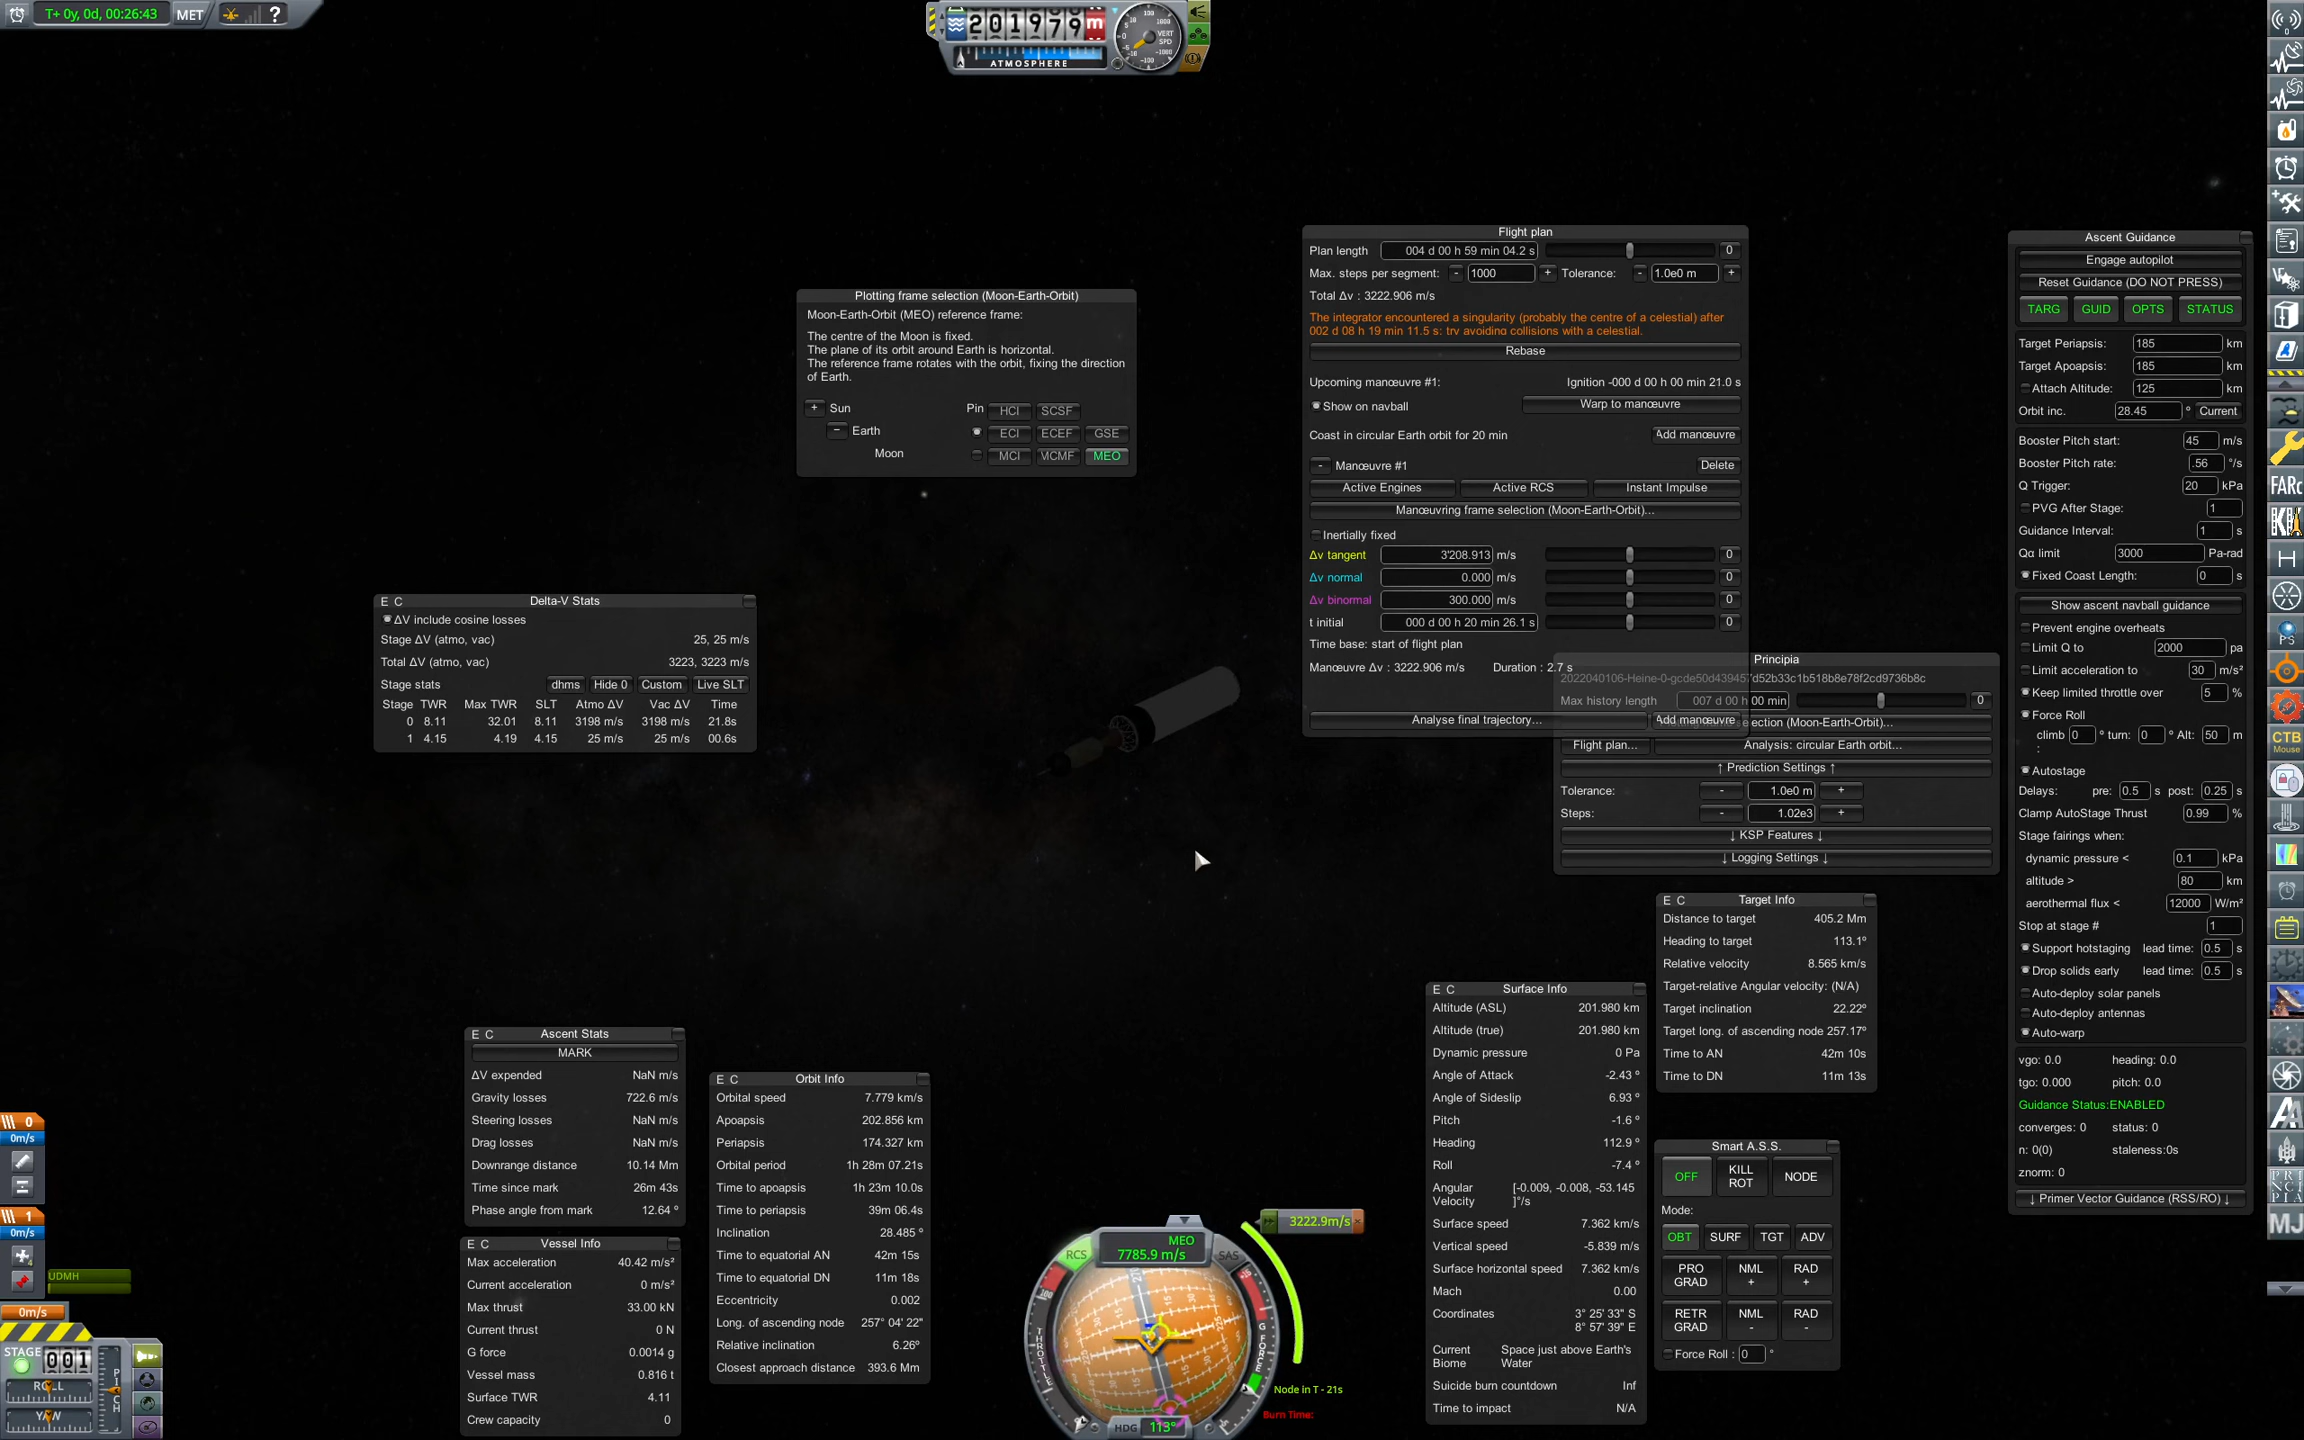 T+ 0y, 0d, 00:26:43
MET
?
201979 m
ATMOSPHERE
VERT SPD
Flight plan
Plan length 004 d 00 h 59 min 04.2 s 0
Max. steps per segment: - 1000 + Tolerance: - 1.0e0 m +
Total Δv : 3222.906 m/s
The integrator encountered a singularity (probably the centre of a celestial) after
002 d 08 h 19 min 11.5 s: try avoiding collisions with a celestial.
Rebase
Upcoming manœuvre #1: Ignition -000 d 00 h 00 min 21.0 s
Show on navball Warp to manœuvre
Coast in circular Earth orbit for 20 min Add manœuvre
- Manœuvre #1 Delete
Active Engines Active RCS Instant Impulse
Manœuvring frame selection (Moon-Earth-Orbit)...
Inertially fixed
Δv tangent 3'208.913 m/s 0
Δv normal 0.000 m/s 0
Δv binormal 300.000 m/s 0
t initial 000 d 00 h 20 min 26.1 s 0
Time base: start of flight plan
Manœuvre Δv : 3222.906 m/s Duration : 2.7 s
Analyse final trajectory... Add manœuvre
Plotting frame selection (Moon-Earth-Orbit)
Moon-Earth-Orbit (MEO) reference frame:
The centre of the Moon is fixed.
The plane of its orbit around Earth is horizontal.
The reference frame rotates with the orbit, fixing the direction
of Earth.
+ Sun Pin HCI SCSF
- Earth ECI ECEF GSE
Moon MCI MCMF MEO
E C Delta-V Stats
ΔV include cosine losses
Stage ΔV (atmo, vac) 25, 25 m/s
Total ΔV (atmo, vac) 3223, 3223 m/s
Stage stats dhms Hide 0 Custom Live SLT
Stage TWR Max TWR SLT Atmo ΔV Vac ΔV Time
0 8.11 32.01 8.11 3198 m/s 3198 m/s 21.8s
1 4.15 4.19 4.15 25 m/s 25 m/s 00.6s
Principia
2022040106-Heine-0-gcde50d439457d52b33c1b518b8e78f2cd9736b8c
Max history length 007 d 00 h 00 min 0
ection (Moon-Earth-Orbit)...
Flight plan... Analysis: circular Earth orbit...
↑ Prediction Settings ↑
Tolerance: - 1.0e0 m +
Steps: - 1.02e3 +
↓ KSP Features ↓
↓ Logging Settings ↓
Ascent Guidance
Engage autopilot
Reset Guidance (DO NOT PRESS)
TARG GUID OPTS STATUS
Target Periapsis: 185 km
Target Apoapsis: 185 km
Attach Altitude: 125 km
Orbit inc. 28.45 º Current
Booster Pitch start: 45 m/s
Booster Pitch rate: .56 °/s
Q Trigger: 20 kPa
PVG After Stage: 1
Guidance Interval: 1 s
Qα limit 3000 Pa-rad
Fixed Coast Length: 0 s
Show ascent navball guidance
Prevent engine overheats
Limit Q to 2000 pa
Limit acceleration to 30 m/s²
Keep limited throttle over 5 %
Force Roll
climb 0 º turn: 0 º Alt: 50 m
:
Autostage
Delays: pre: 0.5 s post: 0.25 s
Clamp AutoStage Thrust 0.99 %
Stage fairings when:
dynamic pressure < 0.1 kPa
altitude > 80 km
aerothermal flux < 12000 W/m²
Stop at stage # 1
Support hotstaging lead time: 0.5 s
Drop solids early lead time: 0.5 s
Auto-deploy solar panels
Auto-deploy antennas
Auto-warp
vgo: 0.0 heading: 0.0
tgo: 0.000 pitch: 0.0
Guidance Status:ENABLED
converges: 0 status: 0
n: 0(0) staleness:0s
znorm: 0
↓ Primer Vector Guidance (RSS/RO) ↓
E C Target Info
Distance to target 405.2 Mm
Heading to target 113.1º
Relative velocity 8.565 km/s
Target-relative Angular velocity: (N/A)
Target inclination 22.22º
Target long. of ascending node 257.17º
Time to AN 42m 10s
Time to DN 11m 13s
E C Surface Info
Altitude (ASL) 201.980 km
Altitude (true) 201.980 km
Dynamic pressure 0 Pa
Angle of Attack -2.43 º
Angle of Sideslip 6.93 º
Pitch -1.6 º
Heading 112.9 º
Roll -7.4 º
Angular Velocity [-0.009, -0.008, -53.145 ]°/s
Surface speed 7.362 km/s
Vertical speed -5.839 m/s
Surface horizontal speed 7.362 km/s
Mach 0.00
Coordinates 3° 25' 33" S
8° 57' 39" E
Current Biome Space just above Earth's Water
Suicide burn countdown Inf
Time to impact N/A
Smart A.S.S.
OFF KILL ROT NODE
Mode:
OBT SURF TGT ADV
PRO GRAD NML + RAD +
RETR GRAD NML - RAD -
Force Roll : 0 °
E C Ascent Stats
MARK
ΔV expended NaN m/s
Gravity losses 722.6 m/s
Steering losses NaN m/s
Drag losses NaN m/s
Downrange distance 10.14 Mm
Time since mark 26m 43s
Phase angle from mark 12.64 º
E C Vessel Info
Max acceleration 40.42 m/s²
Current acceleration 0 m/s²
Max thrust 33.00 kN
Current thrust 0 N
G force 0.0014 g
Vessel mass 0.816 t
Surface TWR 4.11
Crew capacity 0
E C Orbit Info
Orbital speed 7.779 km/s
Apoapsis 202.856 km
Periapsis 174.327 km
Orbital period 1h 28m 07.21s
Time to apoapsis 1h 23m 10.0s
Time to periapsis 39m 06.4s
Inclination 28.485 º
Time to equatorial AN 42m 15s
Time to equatorial DN 11m 18s
Eccentricity 0.002
Long. of ascending node 257° 04' 22"
Relative inclination 6.26º
Closest approach distance 393.6 Mm
0
0m/s
1
0m/s
UDMH
0m/s
STAGE 001
ROLL
YAW
PITCH
MEO
7785.9 m/s
RCS
SAS
THROTTLE
G FORCE
HDG 113°
3222.9m/s
Node in T - 21s
Burn Time:
FARc
CTB
Mouse
PS
PRINCIPIA
MJ